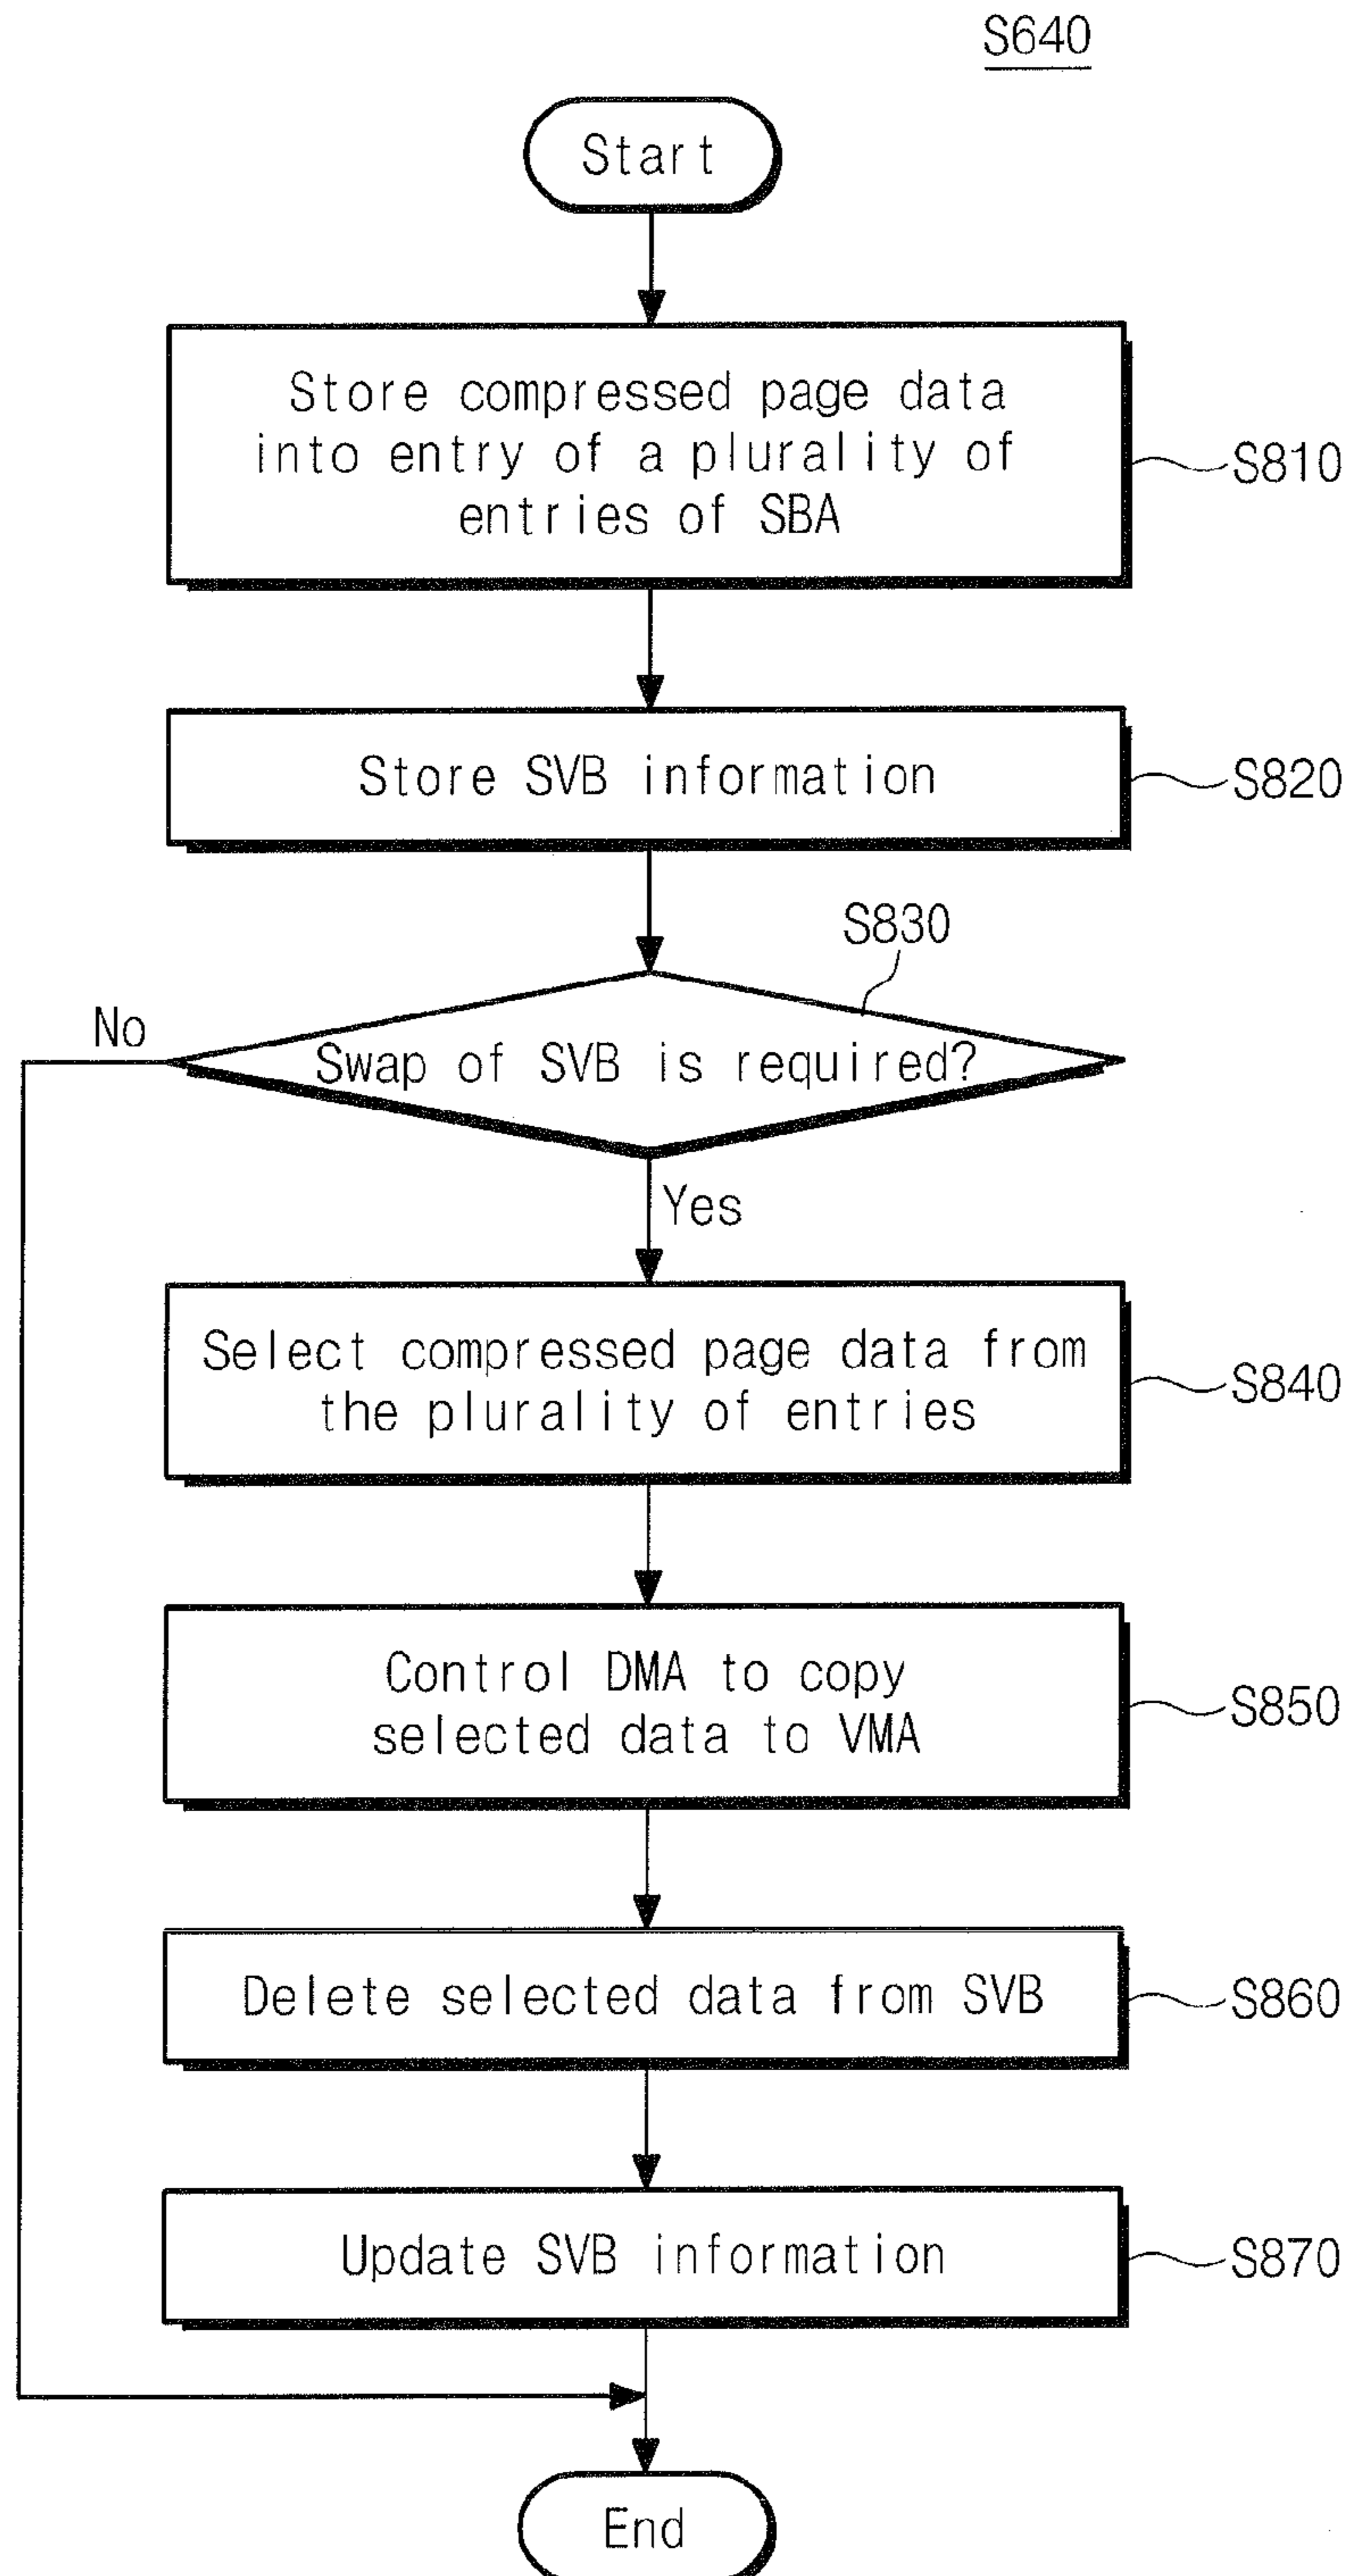 S640
Start
Store compressed page data
into entry of a plurality of
entries of SBA
S810
Store SVB information
S820
S830
No
Swap of SVB is required?
Yes
Select compressed page data from
the plurality of entries
S840
Control DMA to copy
selected data to VMA
S850
Delete selected data from SVB
S860
Update SVB information
S870
End